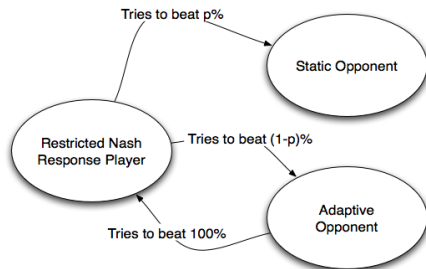 Tries to beat p%
Static Opponent
Restricted Nash
Response Player
Tries to beat (1-p)%
Adaptive
Opponent
Tries to beat 100%